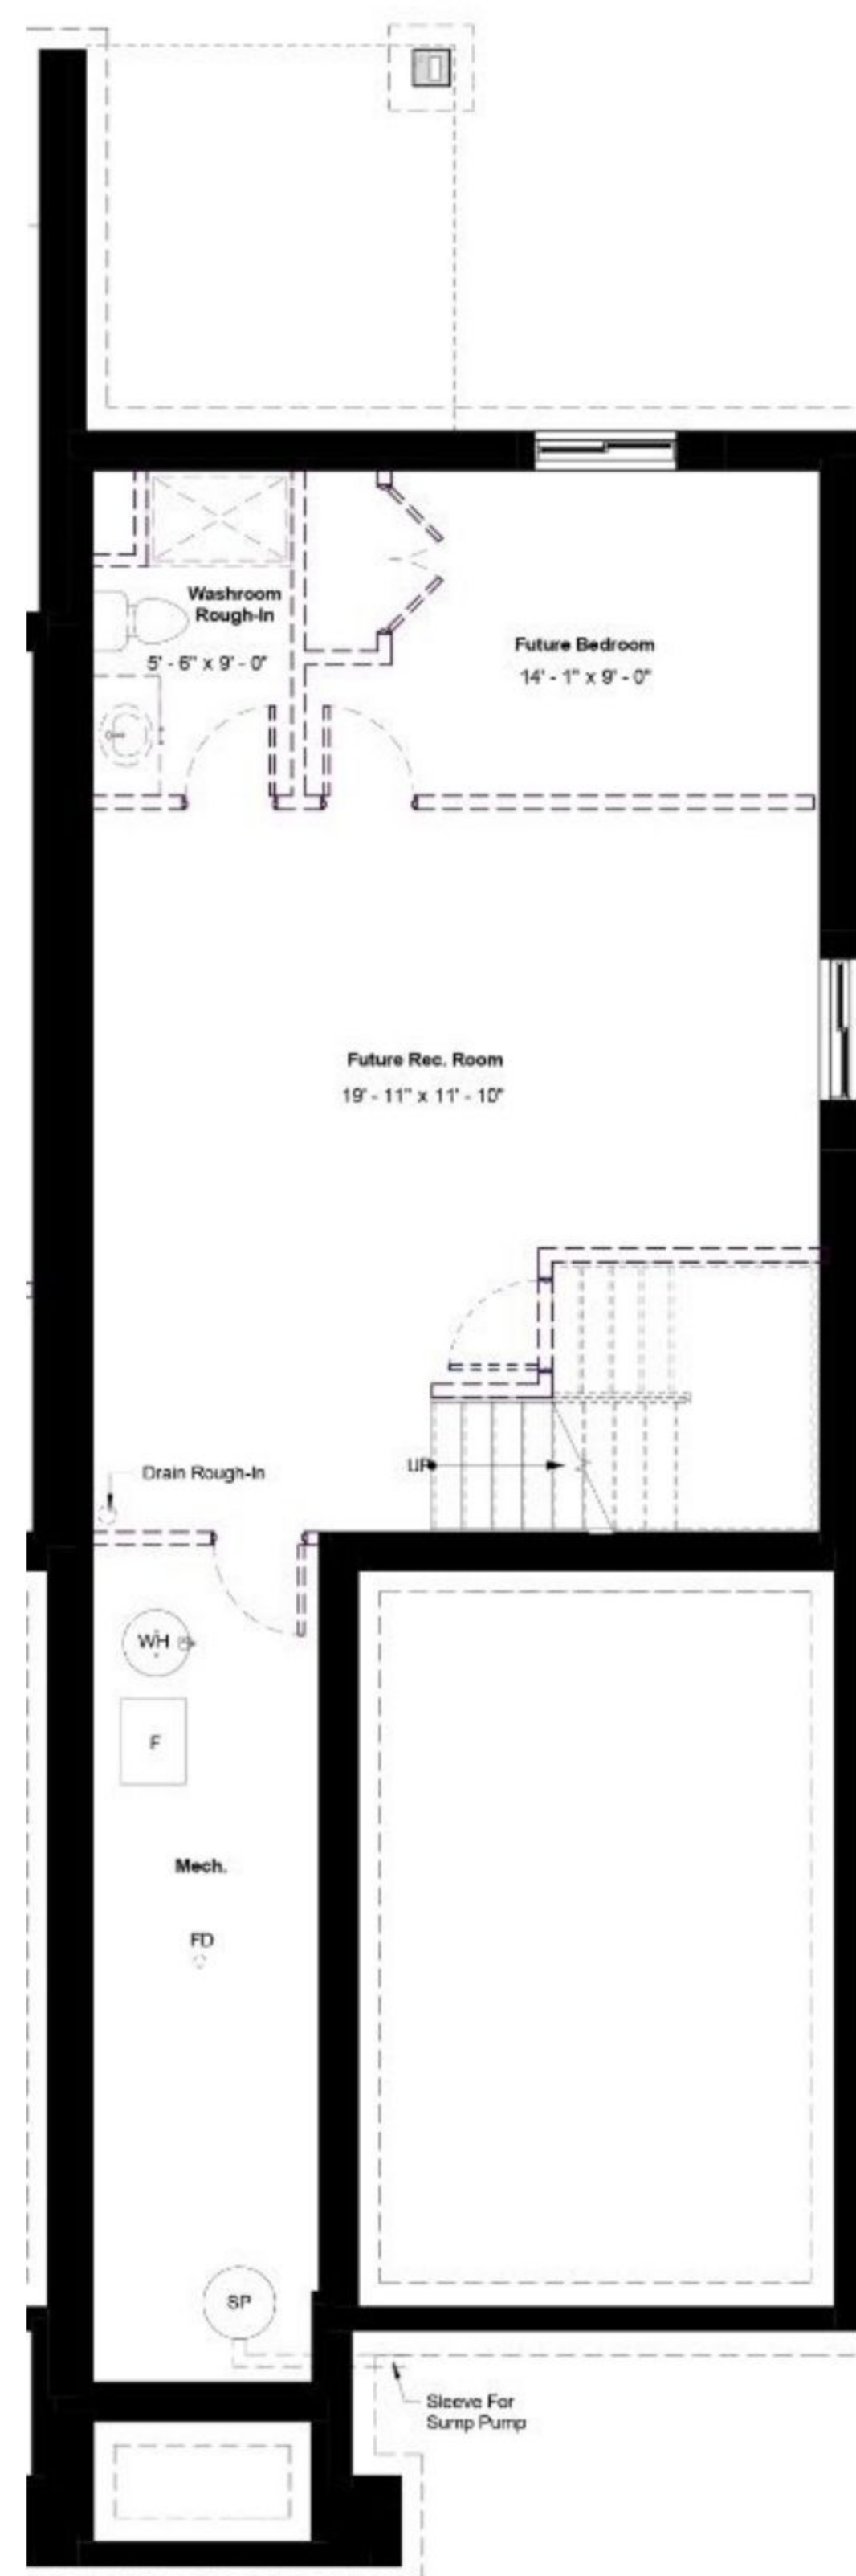 Washroom
Rough-In
5' - 6" x 9' - 0"
Future Bedroom
14' - 1" x 9' - 0"
Future Rec. Room
19' - 11" x 11' - 10"
UP
Drain Rough-In
WH
F
Mech.
FD
SP
Sleeve For
Sump Pump